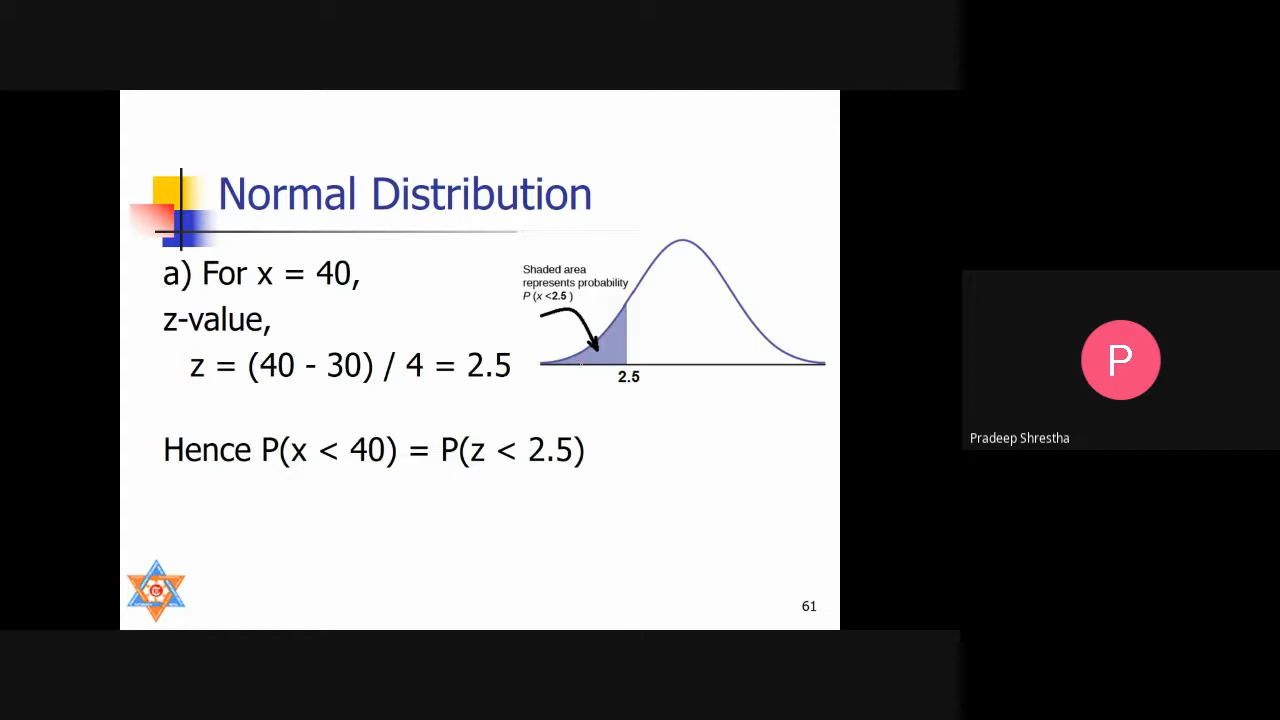 Normal Distribution
a) For x = 40,
z-value,
z = (40 - 30) / 4 = 2.5
Shaded area
represents probability
P (x <2.5 )
2.5
Hence P(x < 40) = P(z < 2.5)
61
P
Pradeep Shrestha